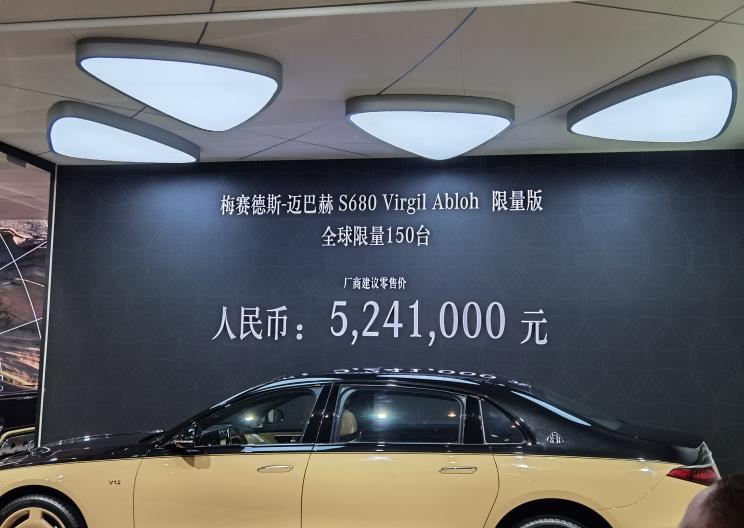 梅赛德斯-迈巴赫 S680 Virgil Abloh 限量版
全球限量150台
厂商建议零售价
人民币：5,241,000 元
V12